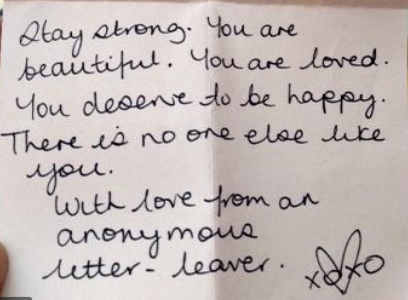 Stay strong. You are
beautiful. You are loved.
You deserve to be happy.
There is no one else like
you.
With love from an
anonymous
letter-leaver.
xoxo